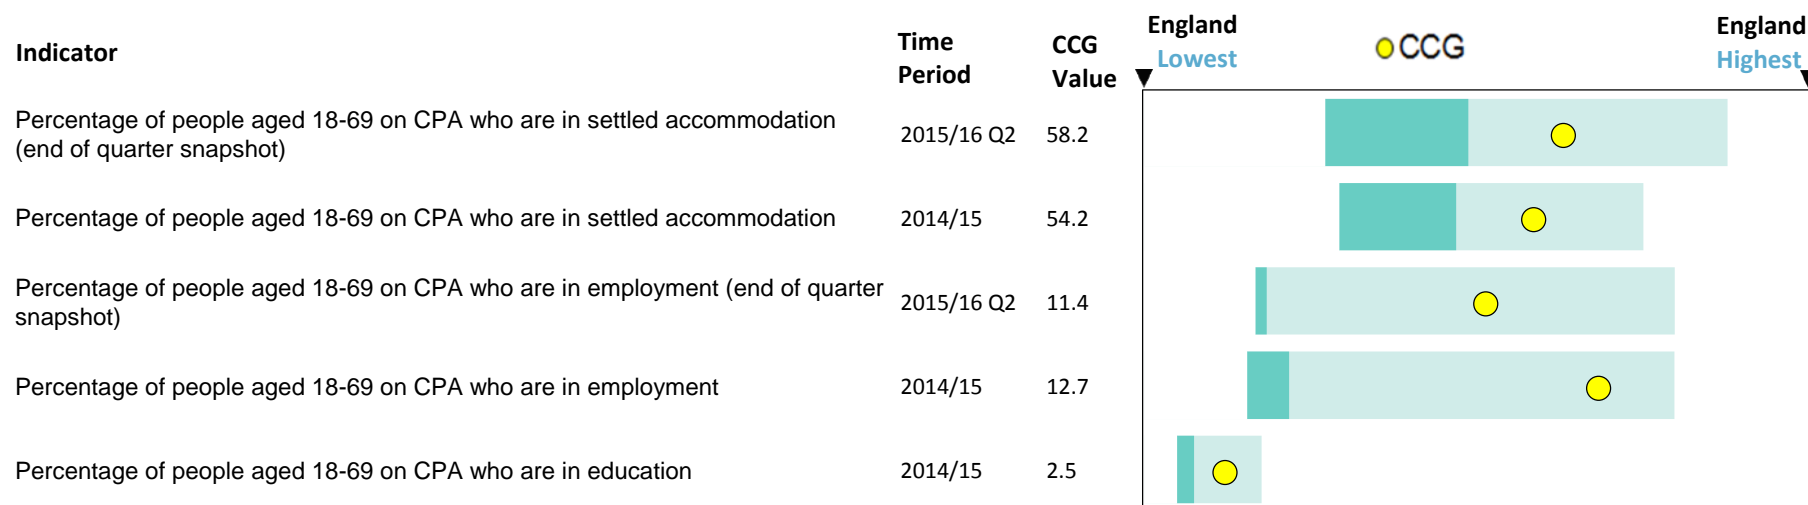 Indicator
Time
Period
CCG
Value
England
Lowest
CCG
England
Highest
Percentage of people aged 18-69 on CPA who are in settled accommodation
(end of quarter snapshot)
2015/16 Q2
58.2
Percentage of people aged 18-69 on CPA who are in settled accommodation
2014/15
54.2
Percentage of people aged 18-69 on CPA who are in employment (end of quarter
snapshot)
2015/16 Q2
11.4
Percentage of people aged 18-69 on CPA who are in employment
2014/15
12.7
Percentage of people aged 18-69 on CPA who are in education
2014/15
2.5